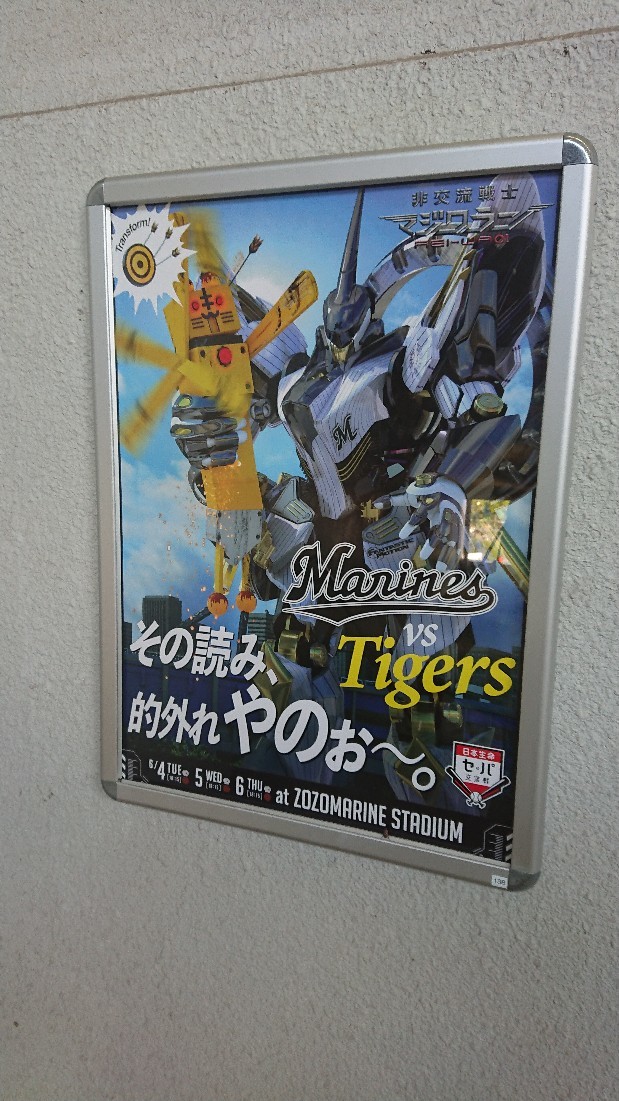 Transform!
非交流戦士
マジワラン
M
FANTASTIC
Marines
vs
Tigers
その読み、
的外れやのぉ〜。
日本生命
セ・パ
交流戦
6/4 TUE 5 WED 6 THU at ZOZOMARINE STADIUM